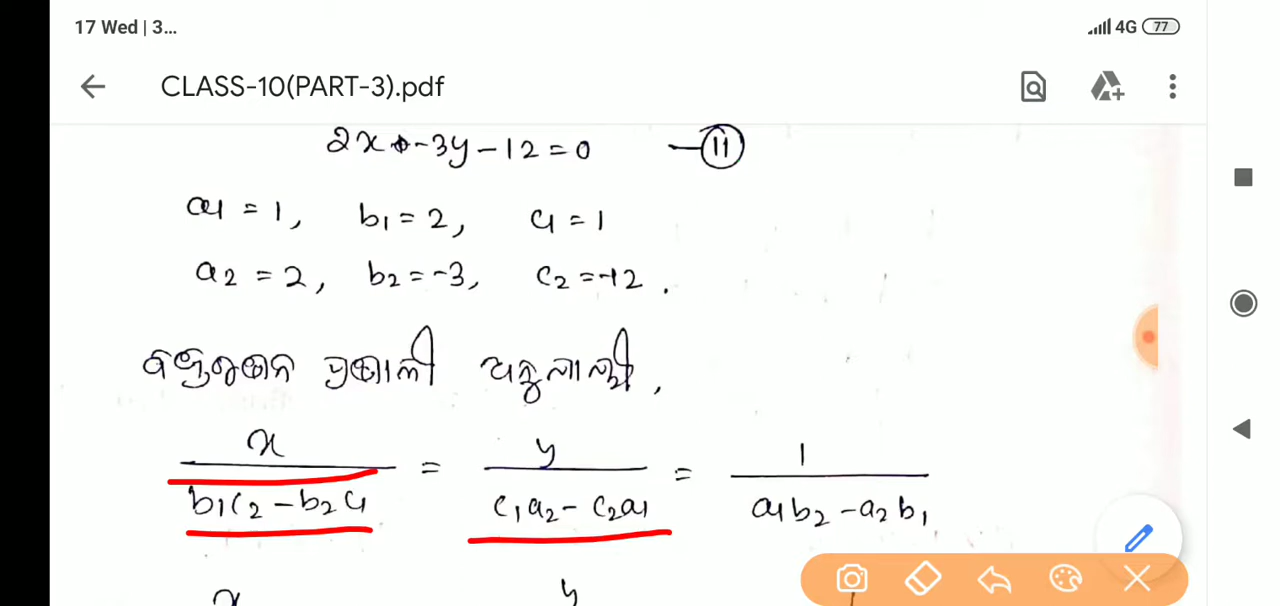 17 Wed | 3... 4G 77
CLASS-10(PART-3).pdf
2x -3y - 12 = 0 — 11
a1 = 1, b1 = 2, c1 = 1
a2 = 2, b2 = -3, c2 = -12 .
ବଜ୍ରଗୁଣନ ପ୍ରଣାଳୀ ଅନୁଯାୟୀ,
x / b1c2 - b2c1 = y / c1a2 - c2a1 = 1 / a1b2 - a2b1
x y